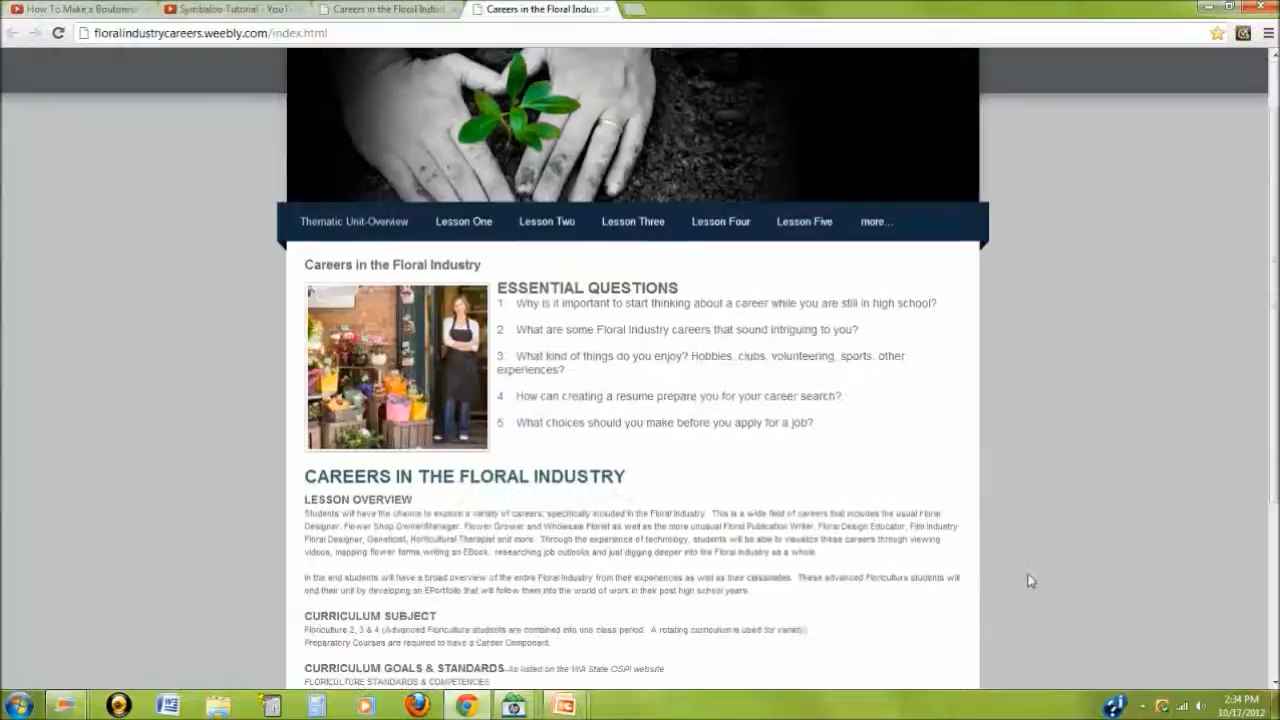 How To Make a Boutonni
Symbaloo Tutorial - YouT
Careers in the Floral Indust
Careers in the Floral Indust
floralindustrycareers.weebly.com/index.html
Thematic Unit-Overview Lesson One Lesson Two Lesson Three Lesson Four Lesson Five more...
Careers in the Floral Industry
ESSENTIAL QUESTIONS
1 Why is it important to start thinking about a career while you are still in high school?
2 What are some Floral Industry careers that sound intriguing to you?
3 What kind of things do you enjoy? Hobbies, clubs, volunteering, sports, other
experiences?
4 How can creating a resume prepare you for your career search?
5 What choices should you make before you apply for a job?
CAREERS IN THE FLORAL INDUSTRY
LESSON OVERVIEW
Students will have the chance to explore a variety of careers, specifically included in the Floral Industry. This is a wide field of careers that includes the usual Floral
Designer, Flower Shop Owner/Manager, Flower Grower and Wholesale Florist as well as the more unusual Floral Publication Writer, Floral Design Educator, Film Industry
Floral Designer, Geneticist, Horticultural Therapist and more. Through the experience of technology, students will be able to visualize these careers through viewing
videos, mapping flower farms, writing an EBook, researching job outlooks and just digging deeper into the Floral Industry as a whole.
In the end students will have a broad overview of the entire Floral Industry from their experiences as well as their classmates. These advanced Floriculture students will
end their unit by developing an EPortfolio that will follow them into the world of work in their post high school years.
CURRICULUM SUBJECT
Floriculture 2, 3 & 4 (Advanced Floriculture students are combined into one class period. A rotating curriculum is used for variety)
Preparatory Courses are required to have a Career Component.
CURRICULUM GOALS & STANDARDS As listed on the WA State OSPI website
FLORICULTURE STANDARDS & COMPETENCIES
2:34 PM
10/17/2012